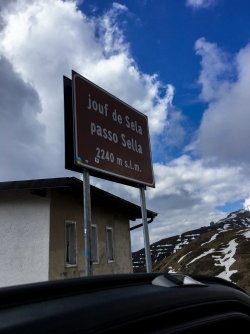 jouf de Sela
passo Sella
2240 m s.l.m.